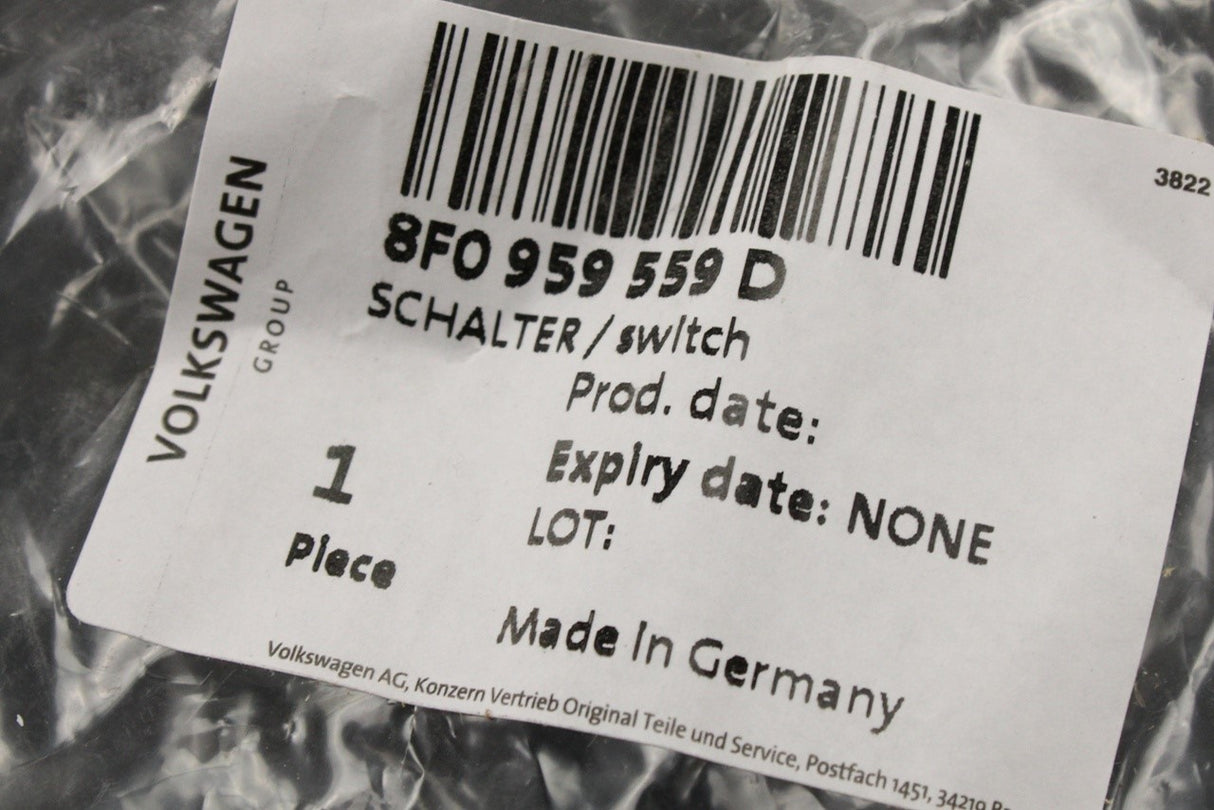 VOLKSWAGEN
GROUP
3822
8F0 959 559 D
SCHALTER / switch
Prod. date:
Expiry date: NONE
LOT:
1
Piece
Made in Germany
Volkswagen AG, Konzern Vertrieb Original Teile und Service, Postfach 1451, 34219